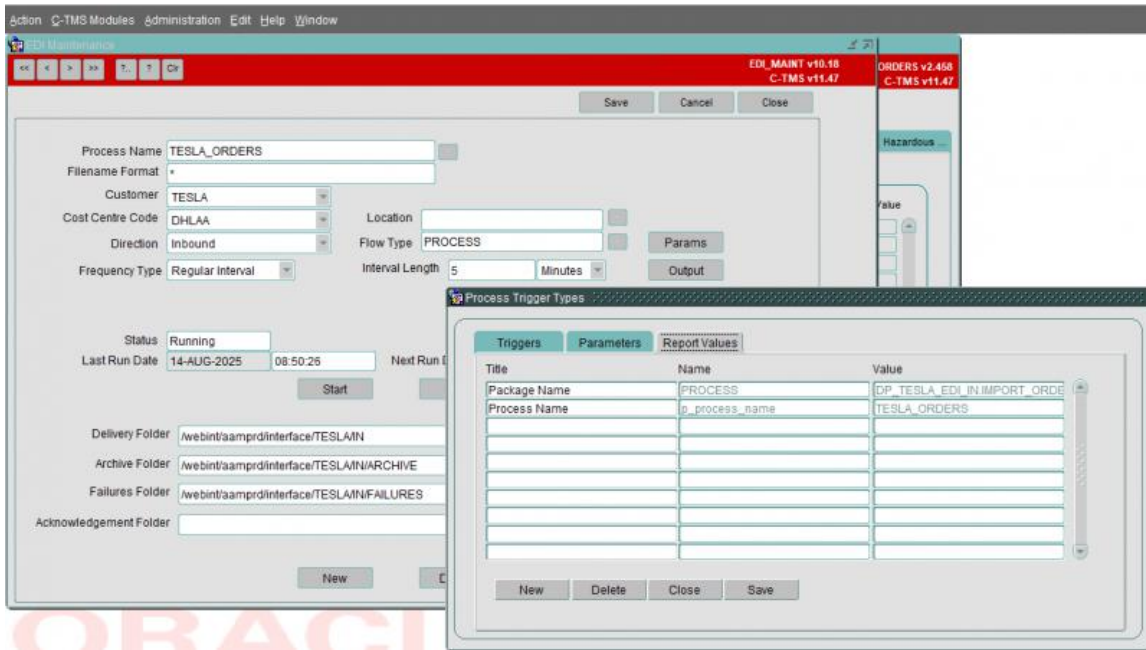 Action C-TMS Modules Administration Edit Help Window
EDI Maintenance
<< < > >> ?.. ? Clr
EDI_MAINT v10.18
C-TMS v11.47
ORDERS v2.458
C-TMS v11.47
Save Cancel Close
Hazardous ...
Value
Process Name TESLA_ORDERS
Filename Format *
Customer TESLA
Cost Centre Code DHLAA Location
Direction Inbound Flow Type PROCESS Params
Frequency Type Regular Interval Interval Length 5 Minutes Output
Status Running
Last Run Date 14-AUG-2025 08:50:26 Next Run D
Start
Delivery Folder /webint/aamprd/interface/TESLA/IN
Archive Folder /webint/aamprd/interface/TESLA/IN/ARCHIVE
Failures Folder /webint/aamprd/interface/TESLA/IN/FAILURES
Acknowledgement Folder
New D
Process Trigger Types
Triggers Parameters Report Values
Title Name Value
Package Name PROCESS DP_TESLA_EDI_IN.IMPORT_ORDE
Process Name p_process_name TESLA_ORDERS
New Delete Close Save